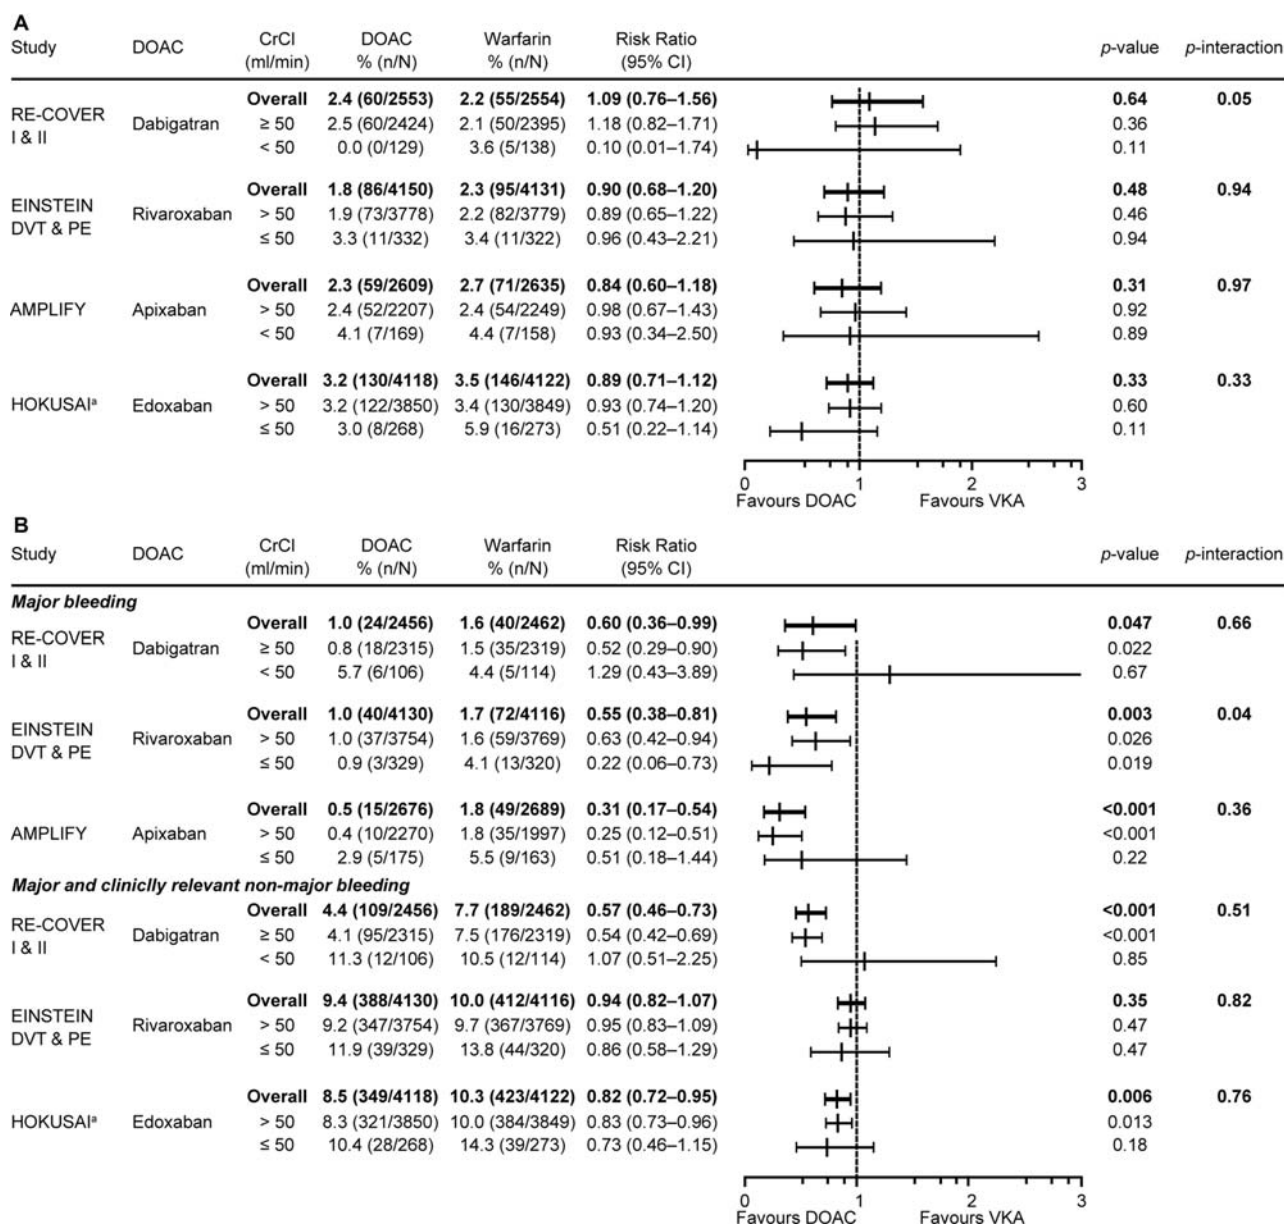 A
Study DOAC CrCl (ml/min) DOAC % (n/N) Warfarin % (n/N) Risk Ratio (95% CI) p-value p-interaction
RE-COVER I & II Dabigatran Overall 2.4 (60/2553) 2.2 (55/2554) 1.09 (0.76–1.56) 0.64 0.05
≥ 50 2.5 (60/2424) 2.1 (50/2395) 1.18 (0.82–1.71) 0.36
< 50 0.0 (0/129) 3.6 (5/138) 0.10 (0.01–1.74) 0.11
EINSTEIN DVT & PE Rivaroxaban Overall 1.8 (86/4150) 2.3 (95/4131) 0.90 (0.68–1.20) 0.48 0.94
> 50 1.9 (73/3778) 2.2 (82/3779) 0.89 (0.65–1.22) 0.46
≤ 50 3.3 (11/332) 3.4 (11/322) 0.96 (0.43–2.21) 0.94
AMPLIFY Apixaban Overall 2.3 (59/2609) 2.7 (71/2635) 0.84 (0.60–1.18) 0.31 0.97
> 50 2.4 (52/2207) 2.4 (54/2249) 0.98 (0.67–1.43) 0.92
< 50 4.1 (7/169) 4.4 (7/158) 0.93 (0.34–2.50) 0.89
HOKUSAIª Edoxaban Overall 3.2 (130/4118) 3.5 (146/4122) 0.89 (0.71–1.12) 0.33 0.33
> 50 3.2 (122/3850) 3.4 (130/3849) 0.93 (0.74–1.20) 0.60
≤ 50 3.0 (8/268) 5.9 (16/273) 0.51 (0.22–1.14) 0.11
0 1 2 3
Favours DOAC Favours VKA
B
Study DOAC CrCl (ml/min) DOAC % (n/N) Warfarin % (n/N) Risk Ratio (95% CI) p-value p-interaction
Major bleeding
RE-COVER I & II Dabigatran Overall 1.0 (24/2456) 1.6 (40/2462) 0.60 (0.36–0.99) 0.047 0.66
≥ 50 0.8 (18/2315) 1.5 (35/2319) 0.52 (0.29–0.90) 0.022
< 50 5.7 (6/106) 4.4 (5/114) 1.29 (0.43–3.89) 0.67
EINSTEIN DVT & PE Rivaroxaban Overall 1.0 (40/4130) 1.7 (72/4116) 0.55 (0.38–0.81) 0.003 0.04
> 50 1.0 (37/3754) 1.6 (59/3769) 0.63 (0.42–0.94) 0.026
≤ 50 0.9 (3/329) 4.1 (13/320) 0.22 (0.06–0.73) 0.019
AMPLIFY Apixaban Overall 0.5 (15/2676) 1.8 (49/2689) 0.31 (0.17–0.54) <0.001 0.36
> 50 0.4 (10/2270) 1.8 (35/1997) 0.25 (0.12–0.51) <0.001
≤ 50 2.9 (5/175) 5.5 (9/163) 0.51 (0.18–1.44) 0.22
Major and cliniclly relevant non-major bleeding
RE-COVER I & II Dabigatran Overall 4.4 (109/2456) 7.7 (189/2462) 0.57 (0.46–0.73) <0.001 0.51
≥ 50 4.1 (95/2315) 7.5 (176/2319) 0.54 (0.42–0.69) <0.001
< 50 11.3 (12/106) 10.5 (12/114) 1.07 (0.51–2.25) 0.85
EINSTEIN DVT & PE Rivaroxaban Overall 9.4 (388/4130) 10.0 (412/4116) 0.94 (0.82–1.07) 0.35 0.82
> 50 9.2 (347/3754) 9.7 (367/3769) 0.95 (0.83–1.09) 0.47
≤ 50 11.9 (39/329) 13.8 (44/320) 0.86 (0.58–1.29) 0.47
HOKUSAIª Edoxaban Overall 8.5 (349/4118) 10.3 (423/4122) 0.82 (0.72–0.95) 0.006 0.76
> 50 8.3 (321/3850) 10.0 (384/3849) 0.83 (0.73–0.96) 0.013
≤ 50 10.4 (28/268) 14.3 (39/273) 0.73 (0.46–1.15) 0.18
0 1 2 3
Favours DOAC Favours VKA